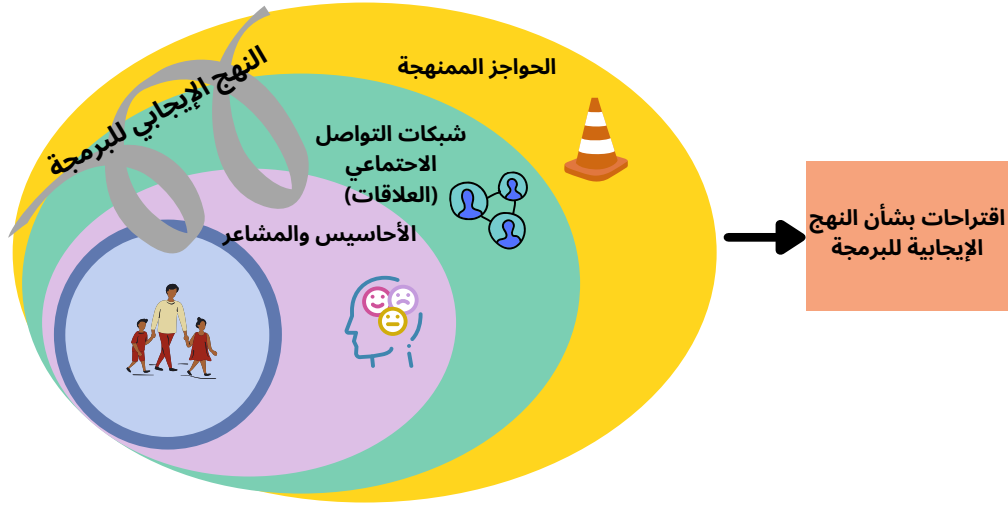 النهج الإيجابي للبرمجة
الحواجز الممنهجة
شبكات التواصل
الاحتماعي
(العلاقات)
الأحاسيس والمشاعر
اقتراحات بشأن النهج
الإيجابية للبرمجة